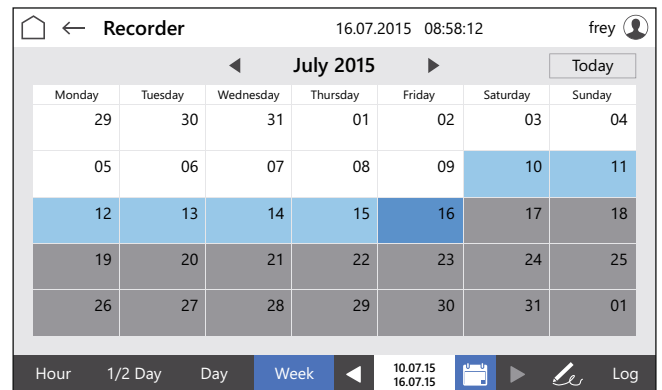 Recorder 16.07.2015 08:58:12 frey
July 2015 Today
Monday Tuesday Wednesday Thursday Friday Saturday Sunday
29 30 31 01 02 03 04
05 06 07 08 09 10 11
12 13 14 15 16 17 18
19 20 21 22 23 24 25
26 27 28 29 30 31 01
Hour 1/2 Day Day Week 10.07.15 Log
16.07.15